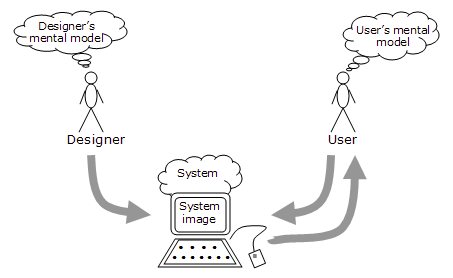 Designer's
mental model
User's mental
model
Designer
User
System
System
image